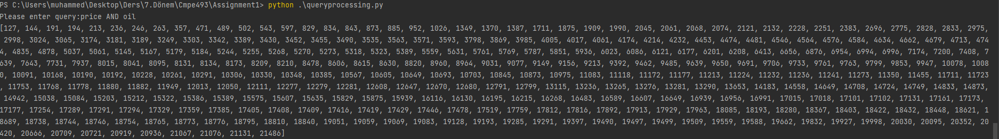 PS C:\Users\muhammed\Desktop\Ders\7.Dönem\Cmpe493\Assignment1> python .\queryprocessing.py
Please enter query:price AND oil
[127, 144, 191, 194, 213, 236, 246, 263, 357, 471, 489, 502, 543, 597, 829, 834, 843, 873, 885, 952, 1026, 1349, 1370, 1387, 1711, 1875, 1909, 1990, 2045, 2061, 2068, 2074, 2121, 2132, 2228, 2251, 2383, 2696, 2775, 2828, 2833, 2975,
 2998, 3024, 3065, 3174, 3181, 3189, 3249, 3303, 3342, 3389, 3430, 3452, 3455, 3490, 3535, 3563, 3571, 3593, 3798, 3869, 3985, 4005, 4017, 4061, 4174, 4214, 4232, 4453, 4474, 4481, 4546, 4564, 4576, 4584, 4634, 4662, 4679, 4713, 474
4, 4835, 4878, 5037, 5061, 5145, 5167, 5179, 5184, 5244, 5255, 5268, 5270, 5273, 5318, 5323, 5389, 5559, 5631, 5761, 5769, 5787, 5851, 5936, 6023, 6086, 6121, 6177, 6201, 6208, 6413, 6656, 6876, 6954, 6994, 6996, 7174, 7200, 7408, 7
639, 7643, 7731, 7937, 8015, 8041, 8095, 8131, 8134, 8173, 8209, 8210, 8478, 8606, 8615, 8630, 8820, 8960, 8964, 9031, 9077, 9149, 9156, 9213, 9392, 9462, 9485, 9639, 9650, 9691, 9706, 9733, 9761, 9763, 9799, 9853, 9947, 10078, 1008
0, 10091, 10168, 10190, 10192, 10228, 10261, 10291, 10306, 10330, 10348, 10385, 10567, 10605, 10649, 10693, 10703, 10845, 10873, 10975, 11083, 11118, 11172, 11177, 11213, 11224, 11232, 11236, 11241, 11273, 11350, 11455, 11711, 11723
, 11753, 11768, 11778, 11880, 11882, 11949, 12013, 12050, 12111, 12277, 12279, 12281, 12608, 12647, 12670, 12680, 12791, 12799, 13115, 13236, 13265, 13276, 13281, 13290, 13653, 14183, 14558, 14649, 14708, 14724, 14749, 14833, 14873,
 14942, 15038, 15084, 15203, 15212, 15322, 15386, 15389, 15575, 15607, 15635, 15829, 15875, 15939, 16116, 16130, 16195, 16215, 16268, 16483, 16589, 16607, 16649, 16939, 16956, 16991, 17015, 17018, 17101, 17102, 17131, 17161, 17173,
17177, 17254, 17289, 17291, 17294, 17329, 17359, 17385, 17405, 17408, 17409, 17416, 17419, 17429, 17446, 17478, 17519, 17759, 17812, 17816, 17892, 17913, 17929, 17963, 18085, 18193, 18280, 18367, 18403, 18422, 18432, 18448, 18621, 1
8689, 18738, 18744, 18746, 18754, 18765, 18773, 18776, 18795, 18810, 18840, 19051, 19059, 19069, 19083, 19128, 19193, 19285, 19291, 19397, 19490, 19497, 19499, 19509, 19559, 19588, 19662, 19832, 19927, 19998, 20030, 20095, 20352, 20
420, 20666, 20709, 20721, 20919, 20936, 21067, 21076, 21131, 21486]